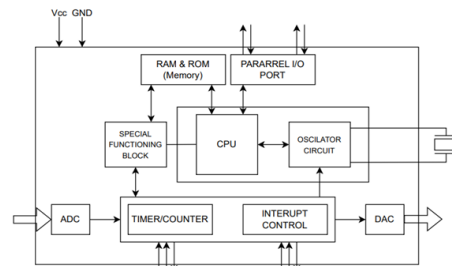 Vcc GND
RAM & ROM
(Memory)
PARARREL I/O
PORT
SPECIAL
FUNCTIONING
BLOCK
CPU
OSCILATOR
CIRCUIT
ADC
TIMER/COUNTER
INTERUPT
CONTROL
DAC